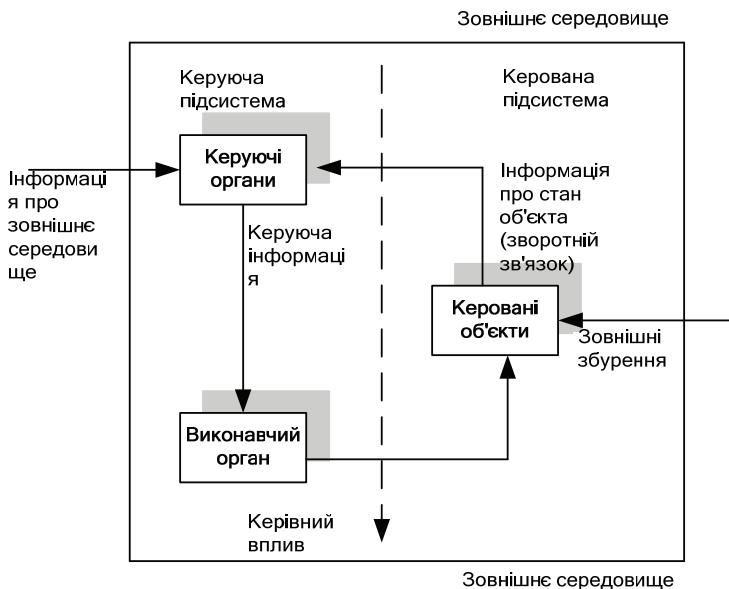 Зовнішнє середовище
Керуюча
підсистема
Керована
підсистема
Керуючі
органи
Інформаці
я про
зовнішнє
середови
ще
Інформація
про стан
об'єкта
(зворотній
зв'язок)
Керуюча
інформаці
я
Керовані
об'єкти
Зовнішні
збурення
Виконавчий
орган
Керівний
вплив
Зовнішнє середовище